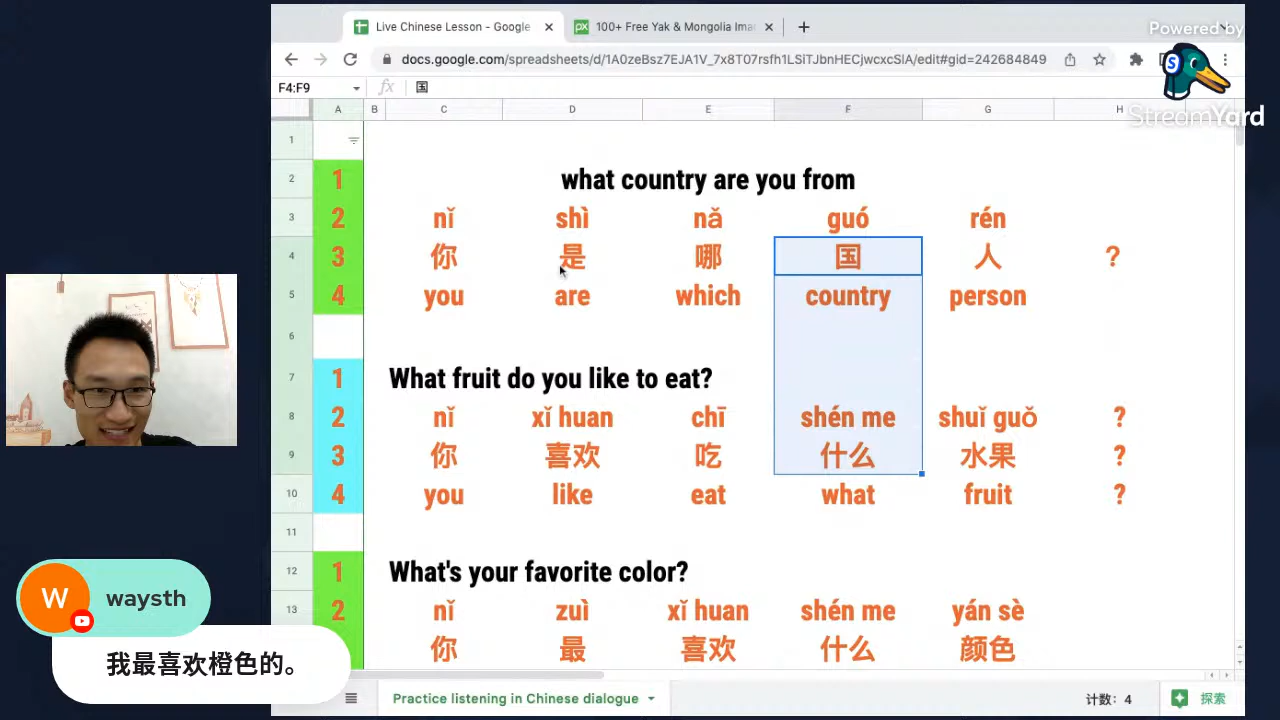 Live Chinese Lesson - Google
100+ Free Yak & Mongolia Ima
Powered by
StreamYard
docs.google.com/spreadsheets/d/1A0zeBsz7EJA1V_7x8T07rsfh1LSiTJbnHECjwcxcSlA/edit#gid=242684849
F4:F9 fx 国
A B C D E F G H
1
2 1 what country are you from
3 2 nǐ shì nǎ guó rén
4 3 你 是 哪 国 人 ?
5 4 you are which country person
6
7 1 What fruit do you like to eat?
8 2 nǐ xǐ huan chī shén me shuǐ guǒ ?
9 3 你 喜欢 吃 什么 水果 ?
10 4 you like eat what fruit ?
11
12 1 What's your favorite color?
13 2 nǐ zuì xǐ huan shén me yán sè
你 最 喜欢 什么 颜色
W waysth
我最喜欢橙色的。
Practice listening in Chinese dialogue
计数: 4
探索